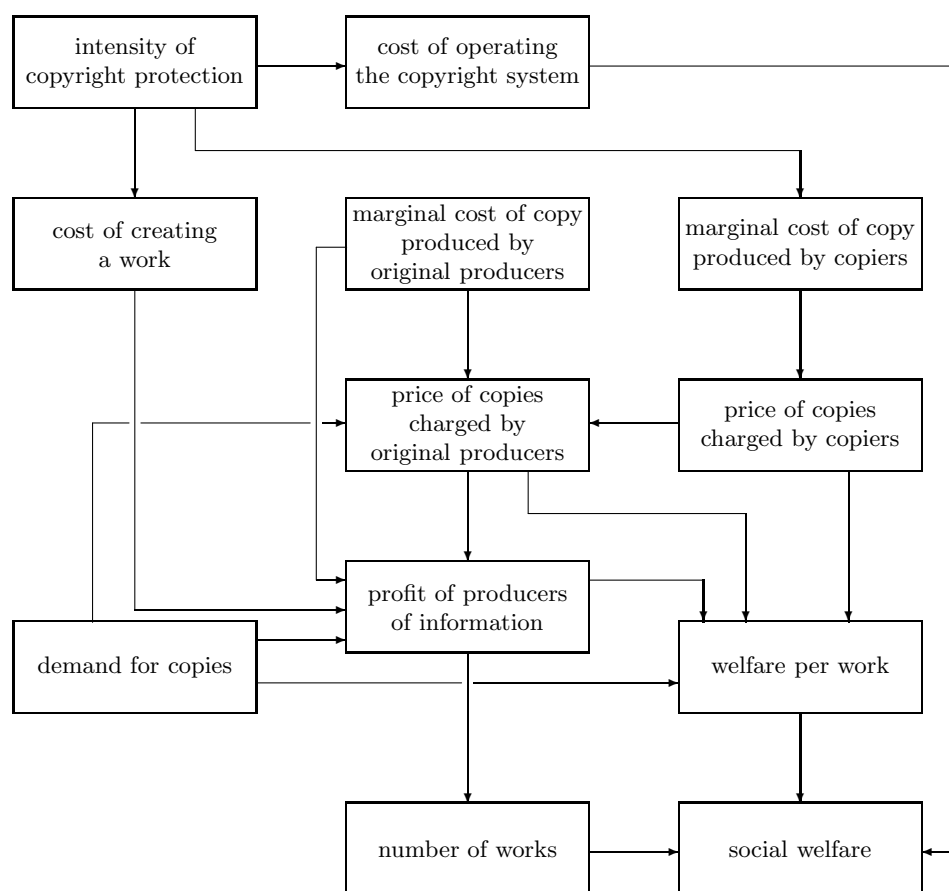 intensity of
copyright protection
cost of operating
the copyright system
cost of creating
a work
marginal cost of copy
produced by
original producers
marginal cost of copy
produced by copiers
price of copies
charged by
original producers
price of copies
charged by copiers
profit of producers
of information
demand for copies
welfare per work
number of works
social welfare